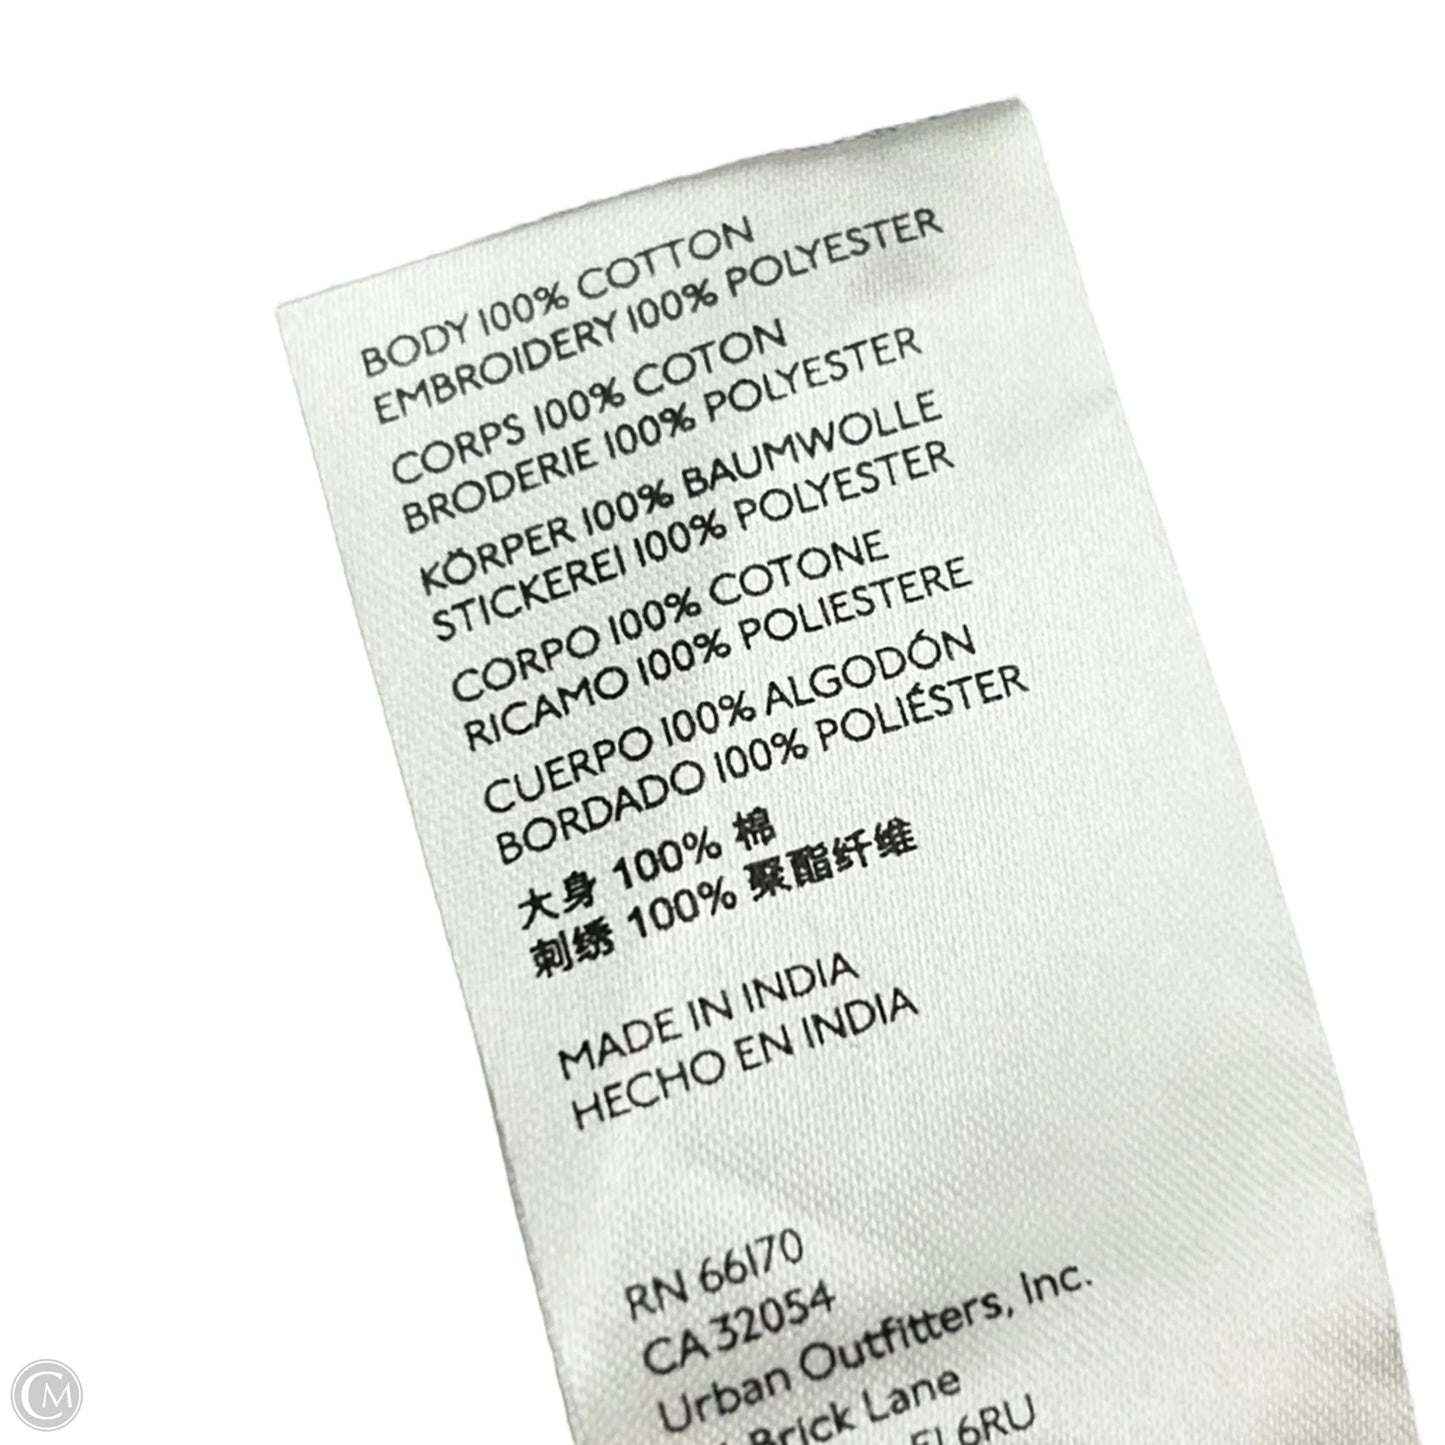 BODY 100% COTTON
EMBROIDERY 100% POLYESTER
CORPS 100% COTON
BRODERIE 100% POLYESTER
KÖRPER 100% BAUMWOLLE
STICKEREI 100% POLYESTER
CORPO 100% COTONE
RICAMO 100% POLIESTERE
CUERPO 100% ALGODÓN
BORDADO 100% POLIÉSTER
大身 100% 棉
刺绣 100% 聚酯纤维
MADE IN INDIA
HECHO EN INDIA
RN 66170
CA 32054
Urban Outfitters, Inc.
Brick Lane
6RU
CM